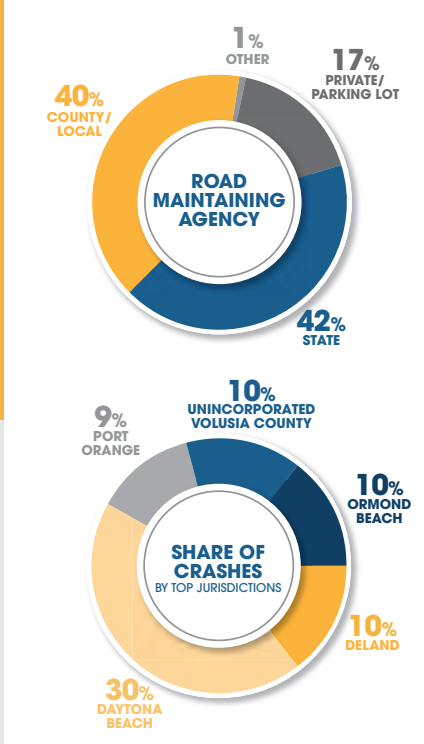 1%
OTHER
17%
PRIVATE/
PARKING LOT
40%
COUNTY/
LOCAL
ROAD
MAINTAINING
AGENCY
42%
STATE
10%
UNINCORPORATED
VOLUSIA COUNTY
9%
PORT
ORANGE
10%
ORMOND
BEACH
SHARE OF
CRASHES
BY TOP JURISDICTIONS
10%
DELAND
30%
DAYTONA
BEACH